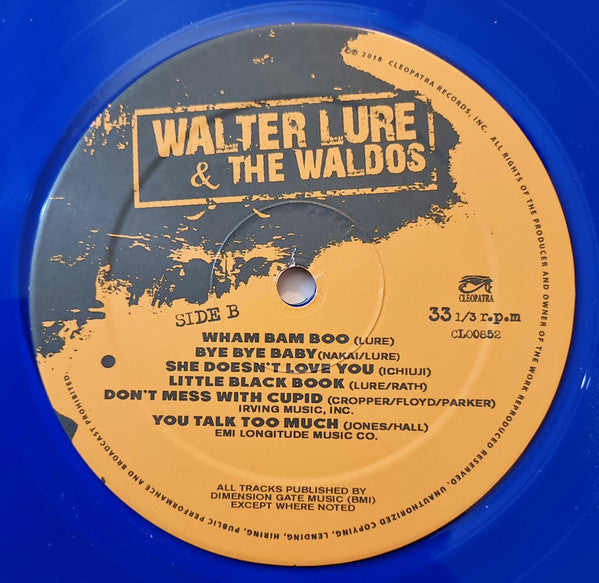 WALTER LURE
& THE WALDOS
SIDE B
CLEOPATRA
33 1/3 r.p.m
CLO0852
WHAM BAM BOO (LURE)
BYE BYE BABY (NAKAI/LURE)
SHE DOESN'T LOVE YOU (ICHIUJI)
LITTLE BLACK BOOK (LURE/RATH)
DON'T MESS WITH CUPID (CROPPER/FLOYD/PARKER)
IRVING MUSIC, INC.
YOU TALK TOO MUCH (JONES/HALL)
EMI LONGITUDE MUSIC CO.
ALL TRACKS PUBLISHED BY
DIMENSION GATE MUSIC (BMI)
EXCEPT WHERE NOTED
©℗ 2018 CLEOPATRA RECORDS, INC. ALL RIGHTS OF THE PRODUCER AND OWNER OF THE WORK REPRODUCED RESERVED. UNAUTHORIZED COPYING, LENDING, HIRING, PUBLIC PERFORMANCE AND BROADCAST PROHIBITED